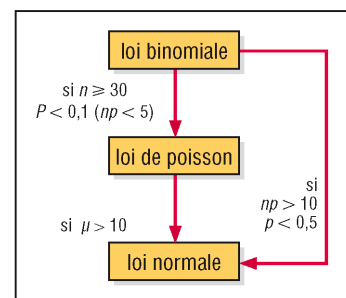 loi binomiale
si n ≥ 30
P < 0,1 (np < 5)
loi de poisson
si
np > 10
p < 0,5
si μ > 10
loi normale